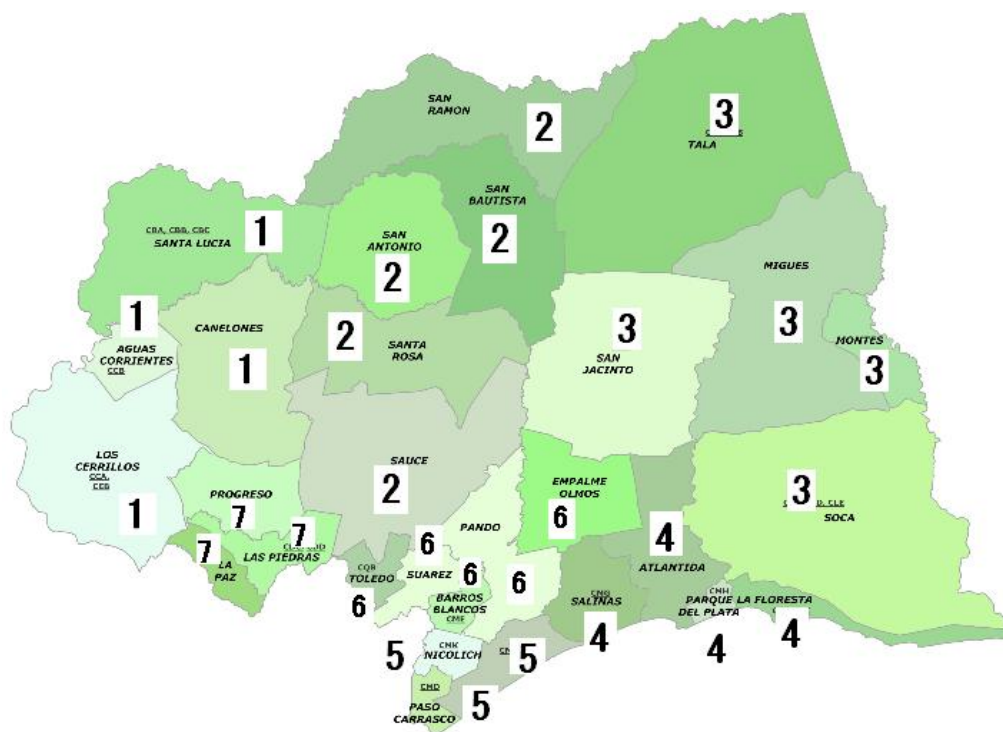 SAN
RAMON
2
3
TALA
SAN
BAUTISTA
2
CBA, CBB, CBC
SANTA LUCIA
1
SAN
ANTONIO
2
MIGUES
3
1
AGUAS
CORRIENTES
CCB
CANELONES
1
2
SANTA
ROSA
3
SAN
JACINTO
MONTES
3
LOS
CERRILLOS
CCA,
CCB
1
SAUCE
2
PROGRESO
7
EMPALME
OLMOS
6
3
CLE
SOCA
PANDO
6
7
LAS PIEDRAS
7
LA
PAZ
6
CQB
TOLEDO
6
SUAREZ
6
BARROS
BLANCOS
CME
4
ATLANTIDA
SALINAS
4
CMH
PARQUE
DEL PLATA
4
LA FLORESTA
4
5
CMK
NICOLICH
5
CMD
PASO
CARRASCO
5